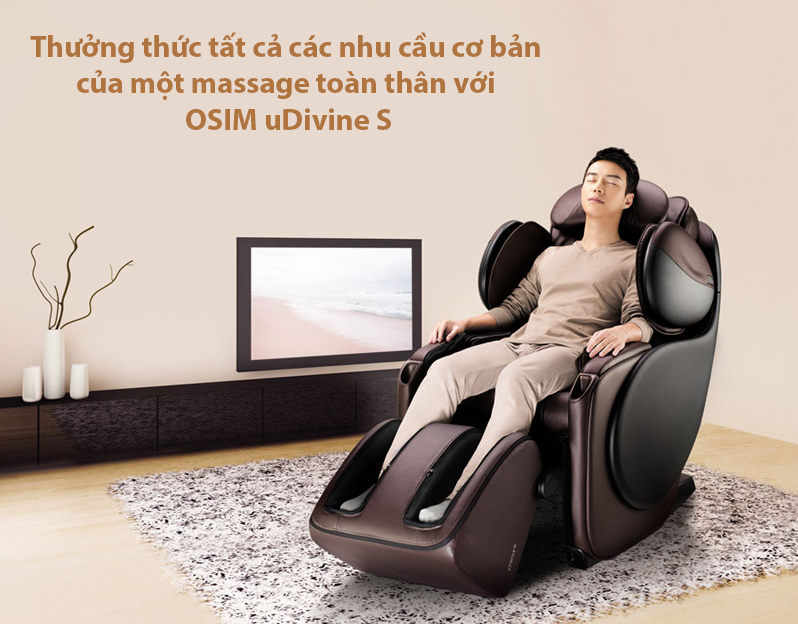 Thưởng thức tất cả các nhu cầu cơ bản
của một massage toàn thân với
OSIM uDivine S